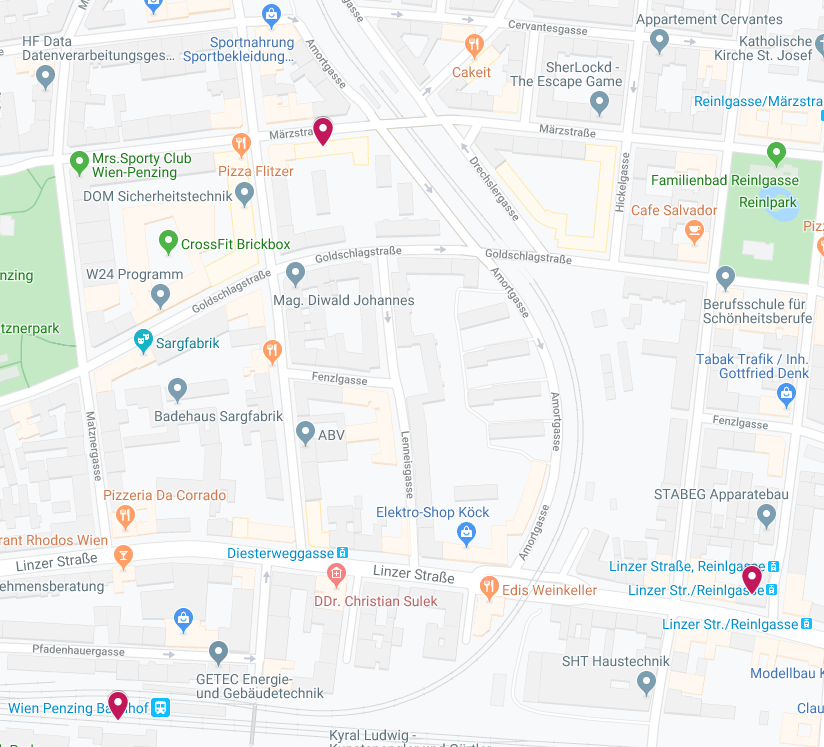 Cervantesgasse
Appartement Cervantes
HF Data
Datenverarbeitungsges...
Sportnahrung
Sportbekleidung...
Amortgasse
Cakeit
Katholische
Kirche St. Josef
SherLockd -
The Escape Game
Reinlgasse/Märzstra
Märzstra
Märzstraße
Mrs.Sporty Club
Wien-Penzing
Pizza Flitzer
Drechslergasse
Hickelgasse
Familienbad Reinlgasse
Reinlpark
DOM Sicherheitstechnik
Cafe Salvador
CrossFit Brickbox
Goldschlagstraße
Goldschlagstraße
Goldschlagstraße
nzing
W24 Programm
Mag. Diwald Johannes
Amortgasse
Berufsschule für
Schönheitsberufe
tznerpark
Sargfabrik
Tabak Trafik / Inh.
Gottfried Denk
Fenzlgasse
Badehaus Sargfabrik
Matznergasse
ABV
Lenneisgasse
Amortgasse
Fenzlgasse
Pizzeria Da Corrado
STABEG Apparatebau
Elektro-Shop Köck
Amortgasse
rant Rhodos Wien
Linzer Straße
Diesterweggasse
Linzer Straße
Linzer Straße, Reinlgasse
nehmensberatung
DDr. Christian Sulek
Edis Weinkeller
Linzer Str./Reinlgasse
Linzer Str./Reinlgasse
Pfadenhauergasse
SHT Haustechnik
GETEC Energie-
und Gebäudetechnik
Modellbau K
Wien Penzing Bahnhof
Clau
Kyral Ludwig -